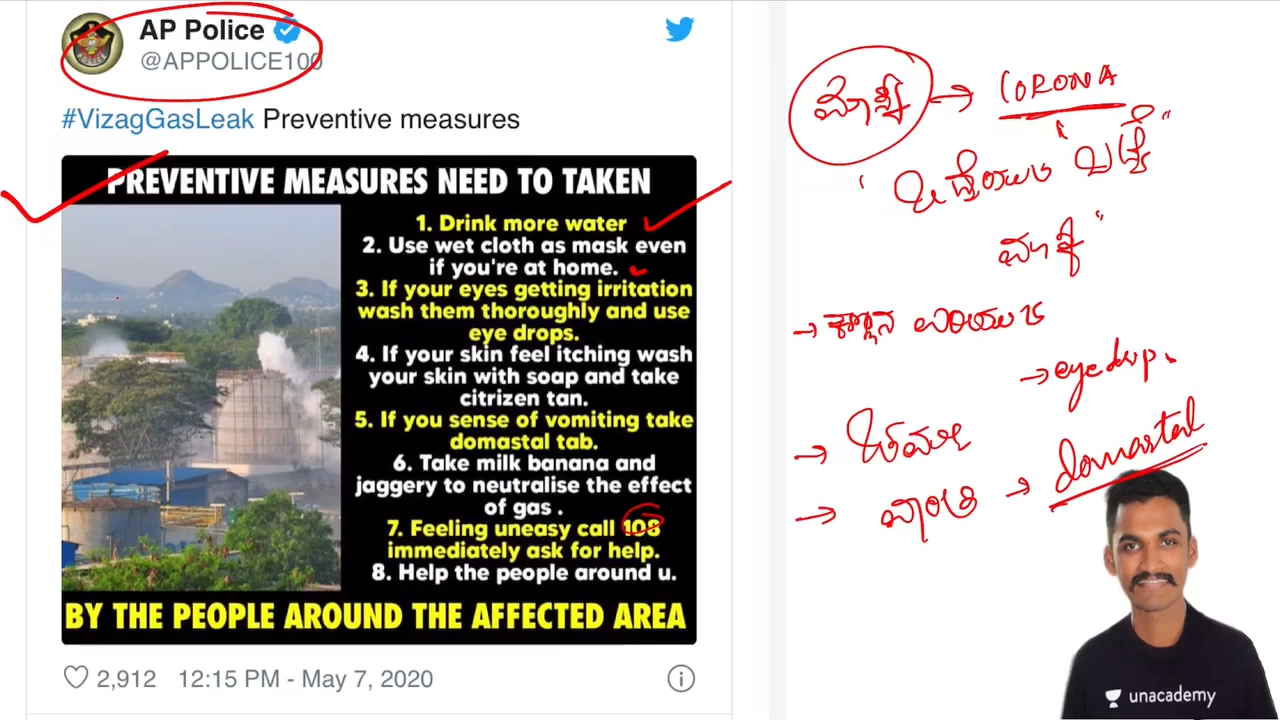 AP Police
@APPOLICE100
#VizagGasLeak Preventive measures
PREVENTIVE MEASURES NEED TO TAKEN
1. Drink more water
2. Use wet cloth as mask even
if you're at home.
3. If your eyes getting irritation
wash them thoroughly and use
eye drops.
4. If your skin feel itching wash
your skin with soap and take
citrizen tan.
5. If you sense of vomiting take
domastal tab.
6. Take milk banana and
jaggery to neutralise the effect
of gas .
7. Feeling uneasy call 108
immediately ask for help.
8. Help the people around u.
BY THE PEOPLE AROUND THE AFFECTED AREA
2,912 12:15 PM - May 7, 2020
ಮಾಸ್ಕ್ → CORONA
ಮಾಸ್ಕ್"
→ ಕಣ್ಣಿನ ಉರಿಯೂತ
→ eye drop.
→ ವಾಂತಿ → domastal
unacademy